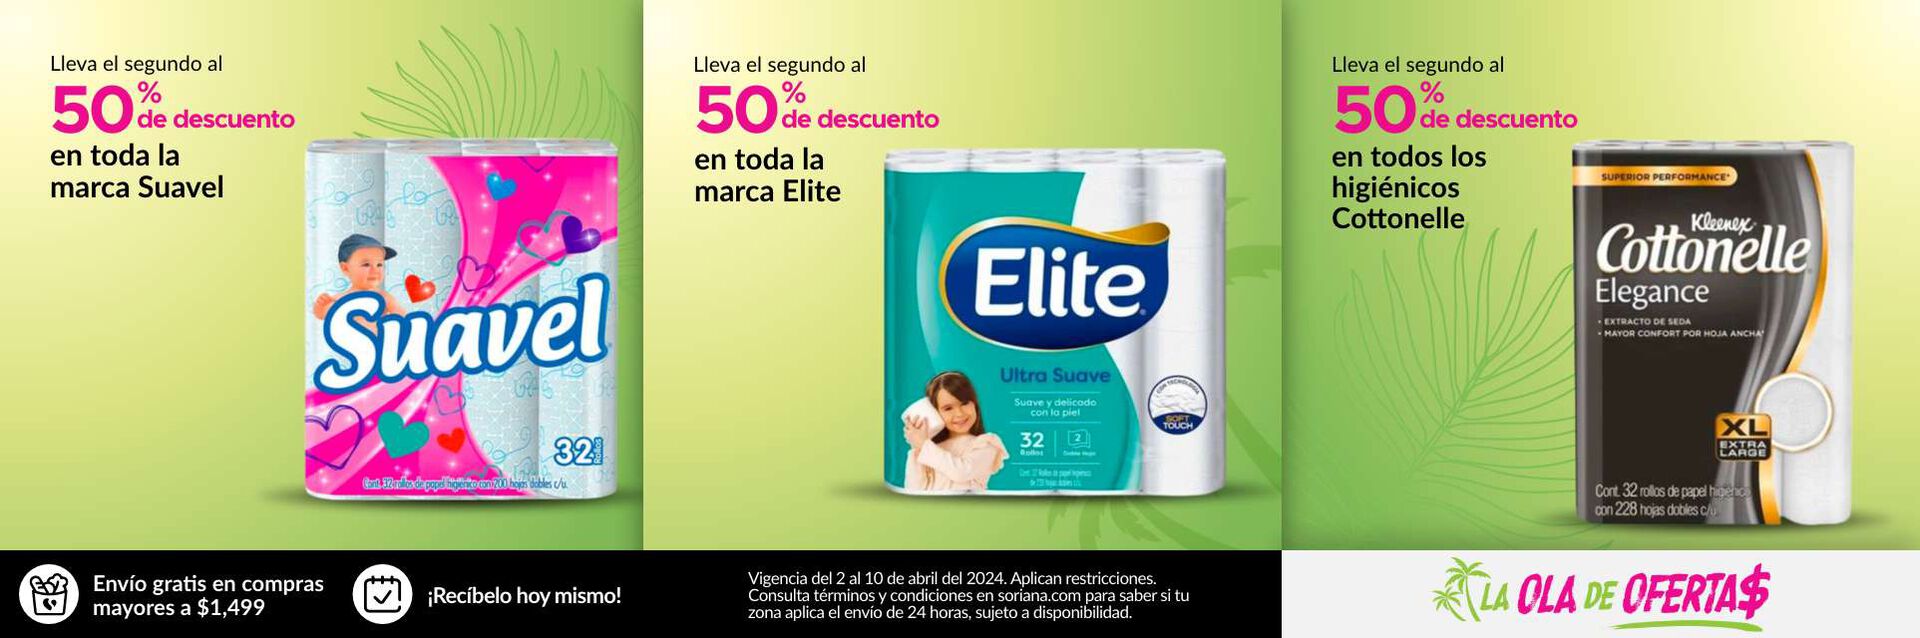 Lleva el segundo al
50%
de descuento
en toda la
marca Suavel
Suavel
32 Rollos
Cont. 32 rollos de papel higiénico con 200 hojas dobles c/u.
Lleva el segundo al
50%
de descuento
en toda la
marca Elite
Elite
Ultra Suave
Suave y delicado
con la piel
32
Rollos
2
Doble Hoja
CON TECNOLOGÍA
SOFT
TOUCH
Lleva el segundo al
50%
de descuento
en todos los
higiénicos
Cottonelle
SUPERIOR PERFORMANCE*
Kleenex
Cottonelle
Elegance
• EXTRACTO DE SEDA
• MAYOR CONFORT POR HOJA ANCHA*
XL
EXTRA
LARGE
Cont. 32 rollos de papel higiénico
con 228 hojas dobles c/u
Envío gratis en compras
mayores a $1,499
¡Recíbelo hoy mismo!
Vigencia del 2 al 10 de abril del 2024. Aplican restricciones.
Consulta términos y condiciones en soriana.com para saber si tu
zona aplica el envío de 24 horas, sujeto a disponibilidad.
LA OLA DE OFERTA$